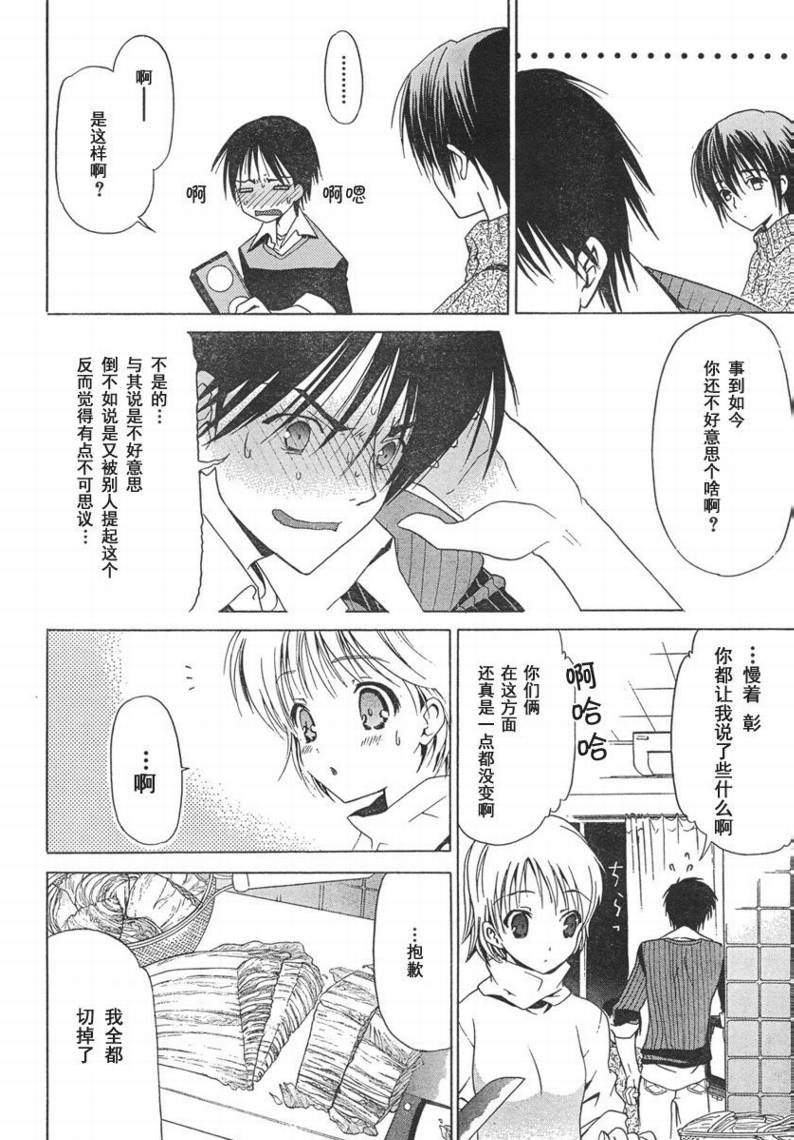 ………
啊嗯
啊
啊——
是这样啊？
事到如今
你还不好意思个啥啊？
不是的…
与其说是不好意思
倒不如说是又被别人提起这个
反而觉得有点不可思议…
…慢着 彰
你都让我说了些什么啊
啊哈哈
你们俩
在这方面
还真是一点都没变啊
ちらっ
…啊
…抱歉
我全都
切掉了